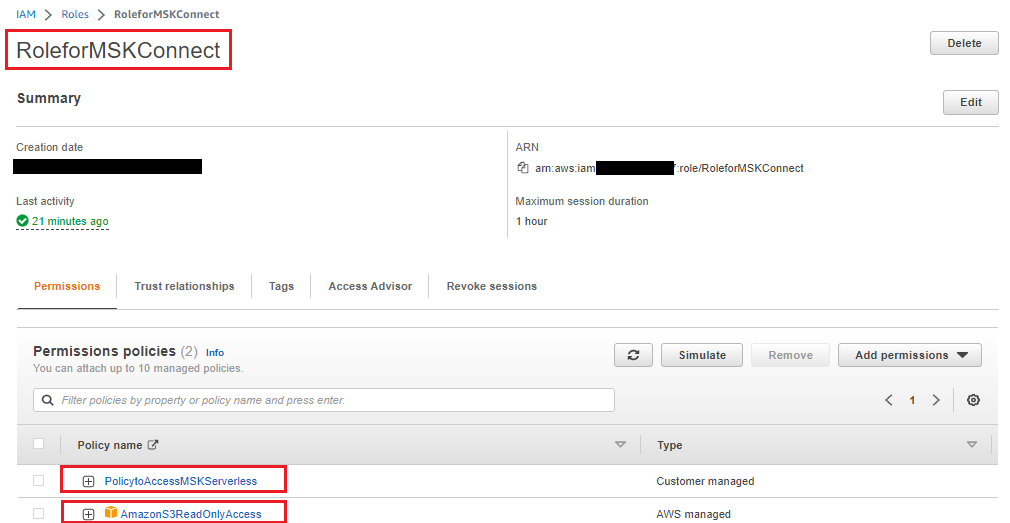 IAM > Roles > RoleforMSKConnect
RoleforMSKConnect
Delete
Summary
Edit
Creation date
ARN
arn:aws:iam :role/RoleforMSKConnect
Last activity
21 minutes ago
Maximum session duration
1 hour
Permissions
Trust relationships
Tags
Access Advisor
Revoke sessions
Permissions policies (2) Info
You can attach up to 10 managed policies.
Simulate
Remove
Add permissions
Filter policies by property or policy name and press enter.
1
Policy name
Type
PolicytoAccessMSKServerless
Customer managed
AmazonS3ReadOnlyAccess
AWS managed